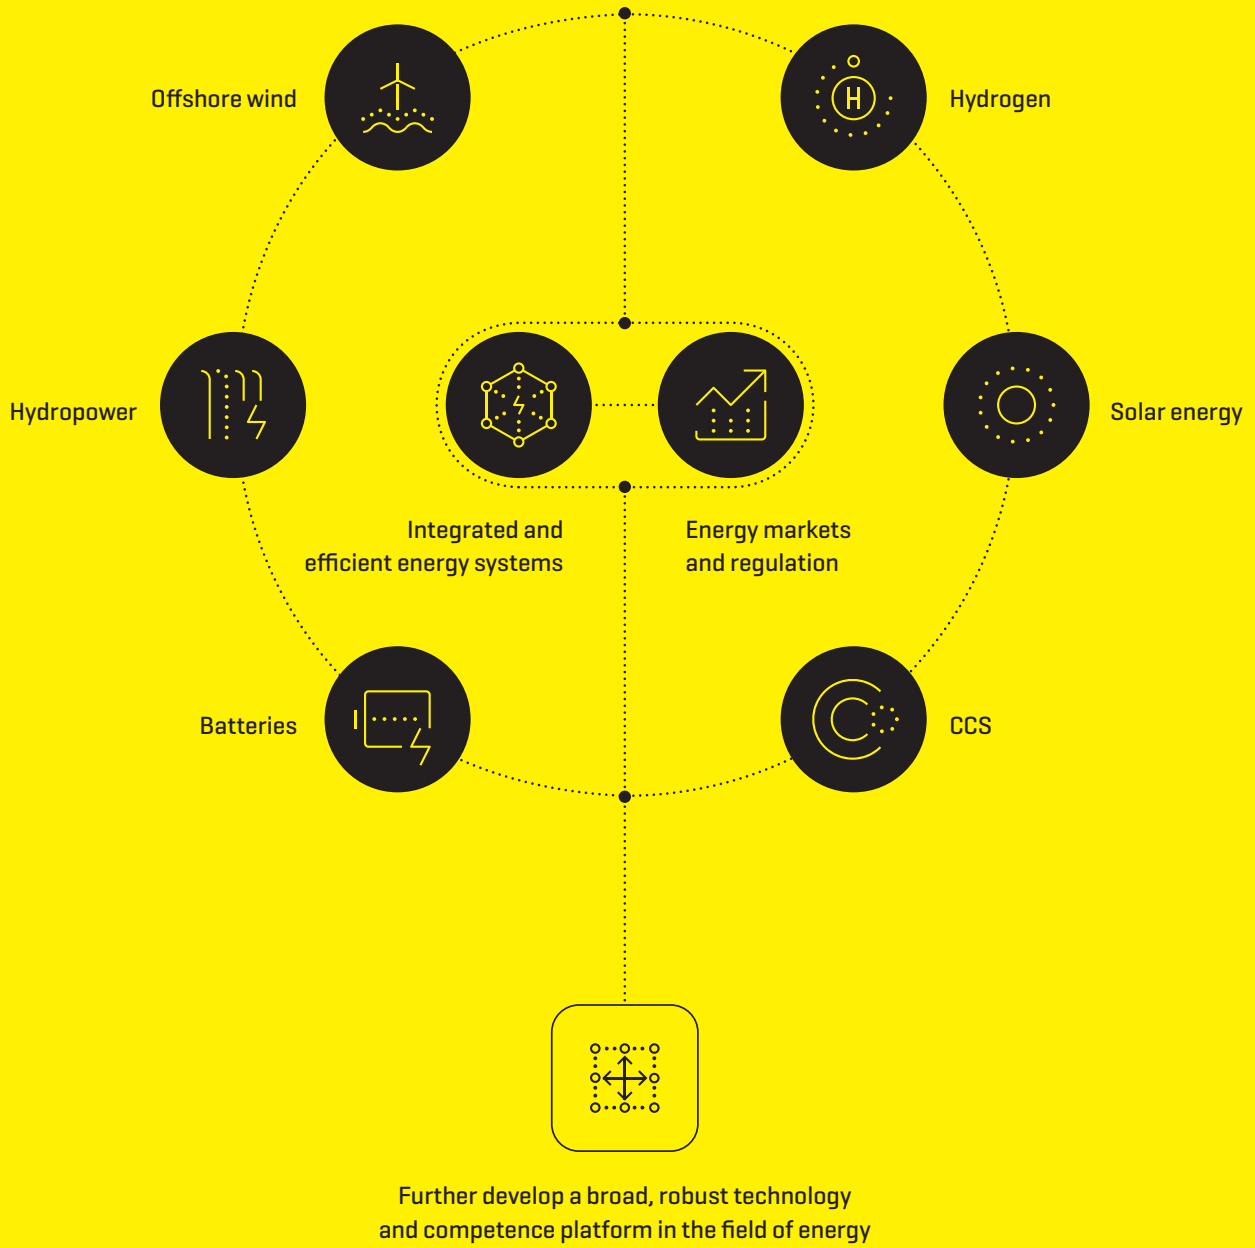 Offshore wind
Hydrogen
Hydropower
Solar energy
Integrated and
efficient energy systems
Energy markets
and regulation
Batteries
CCS
Further develop a broad, robust technology
and competence platform in the field of energy